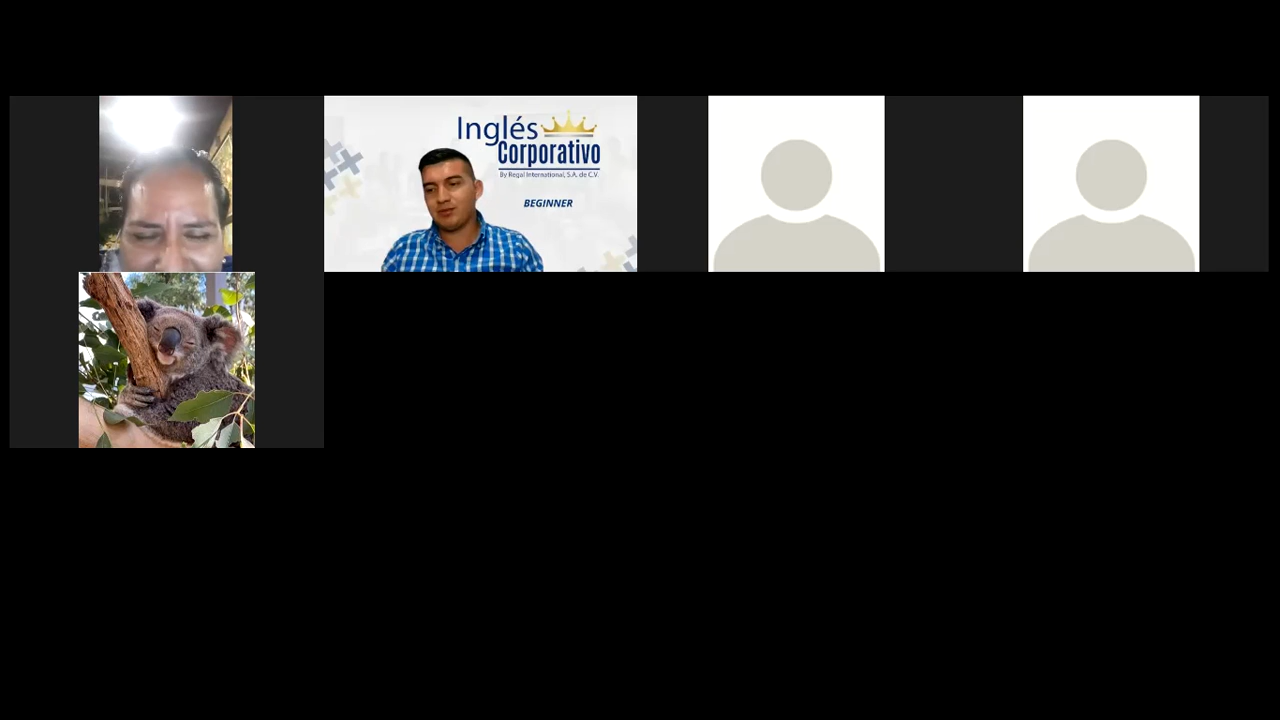 Inglés
Corporativo
By Regal International, S.A. de C.V.
BEGINNER